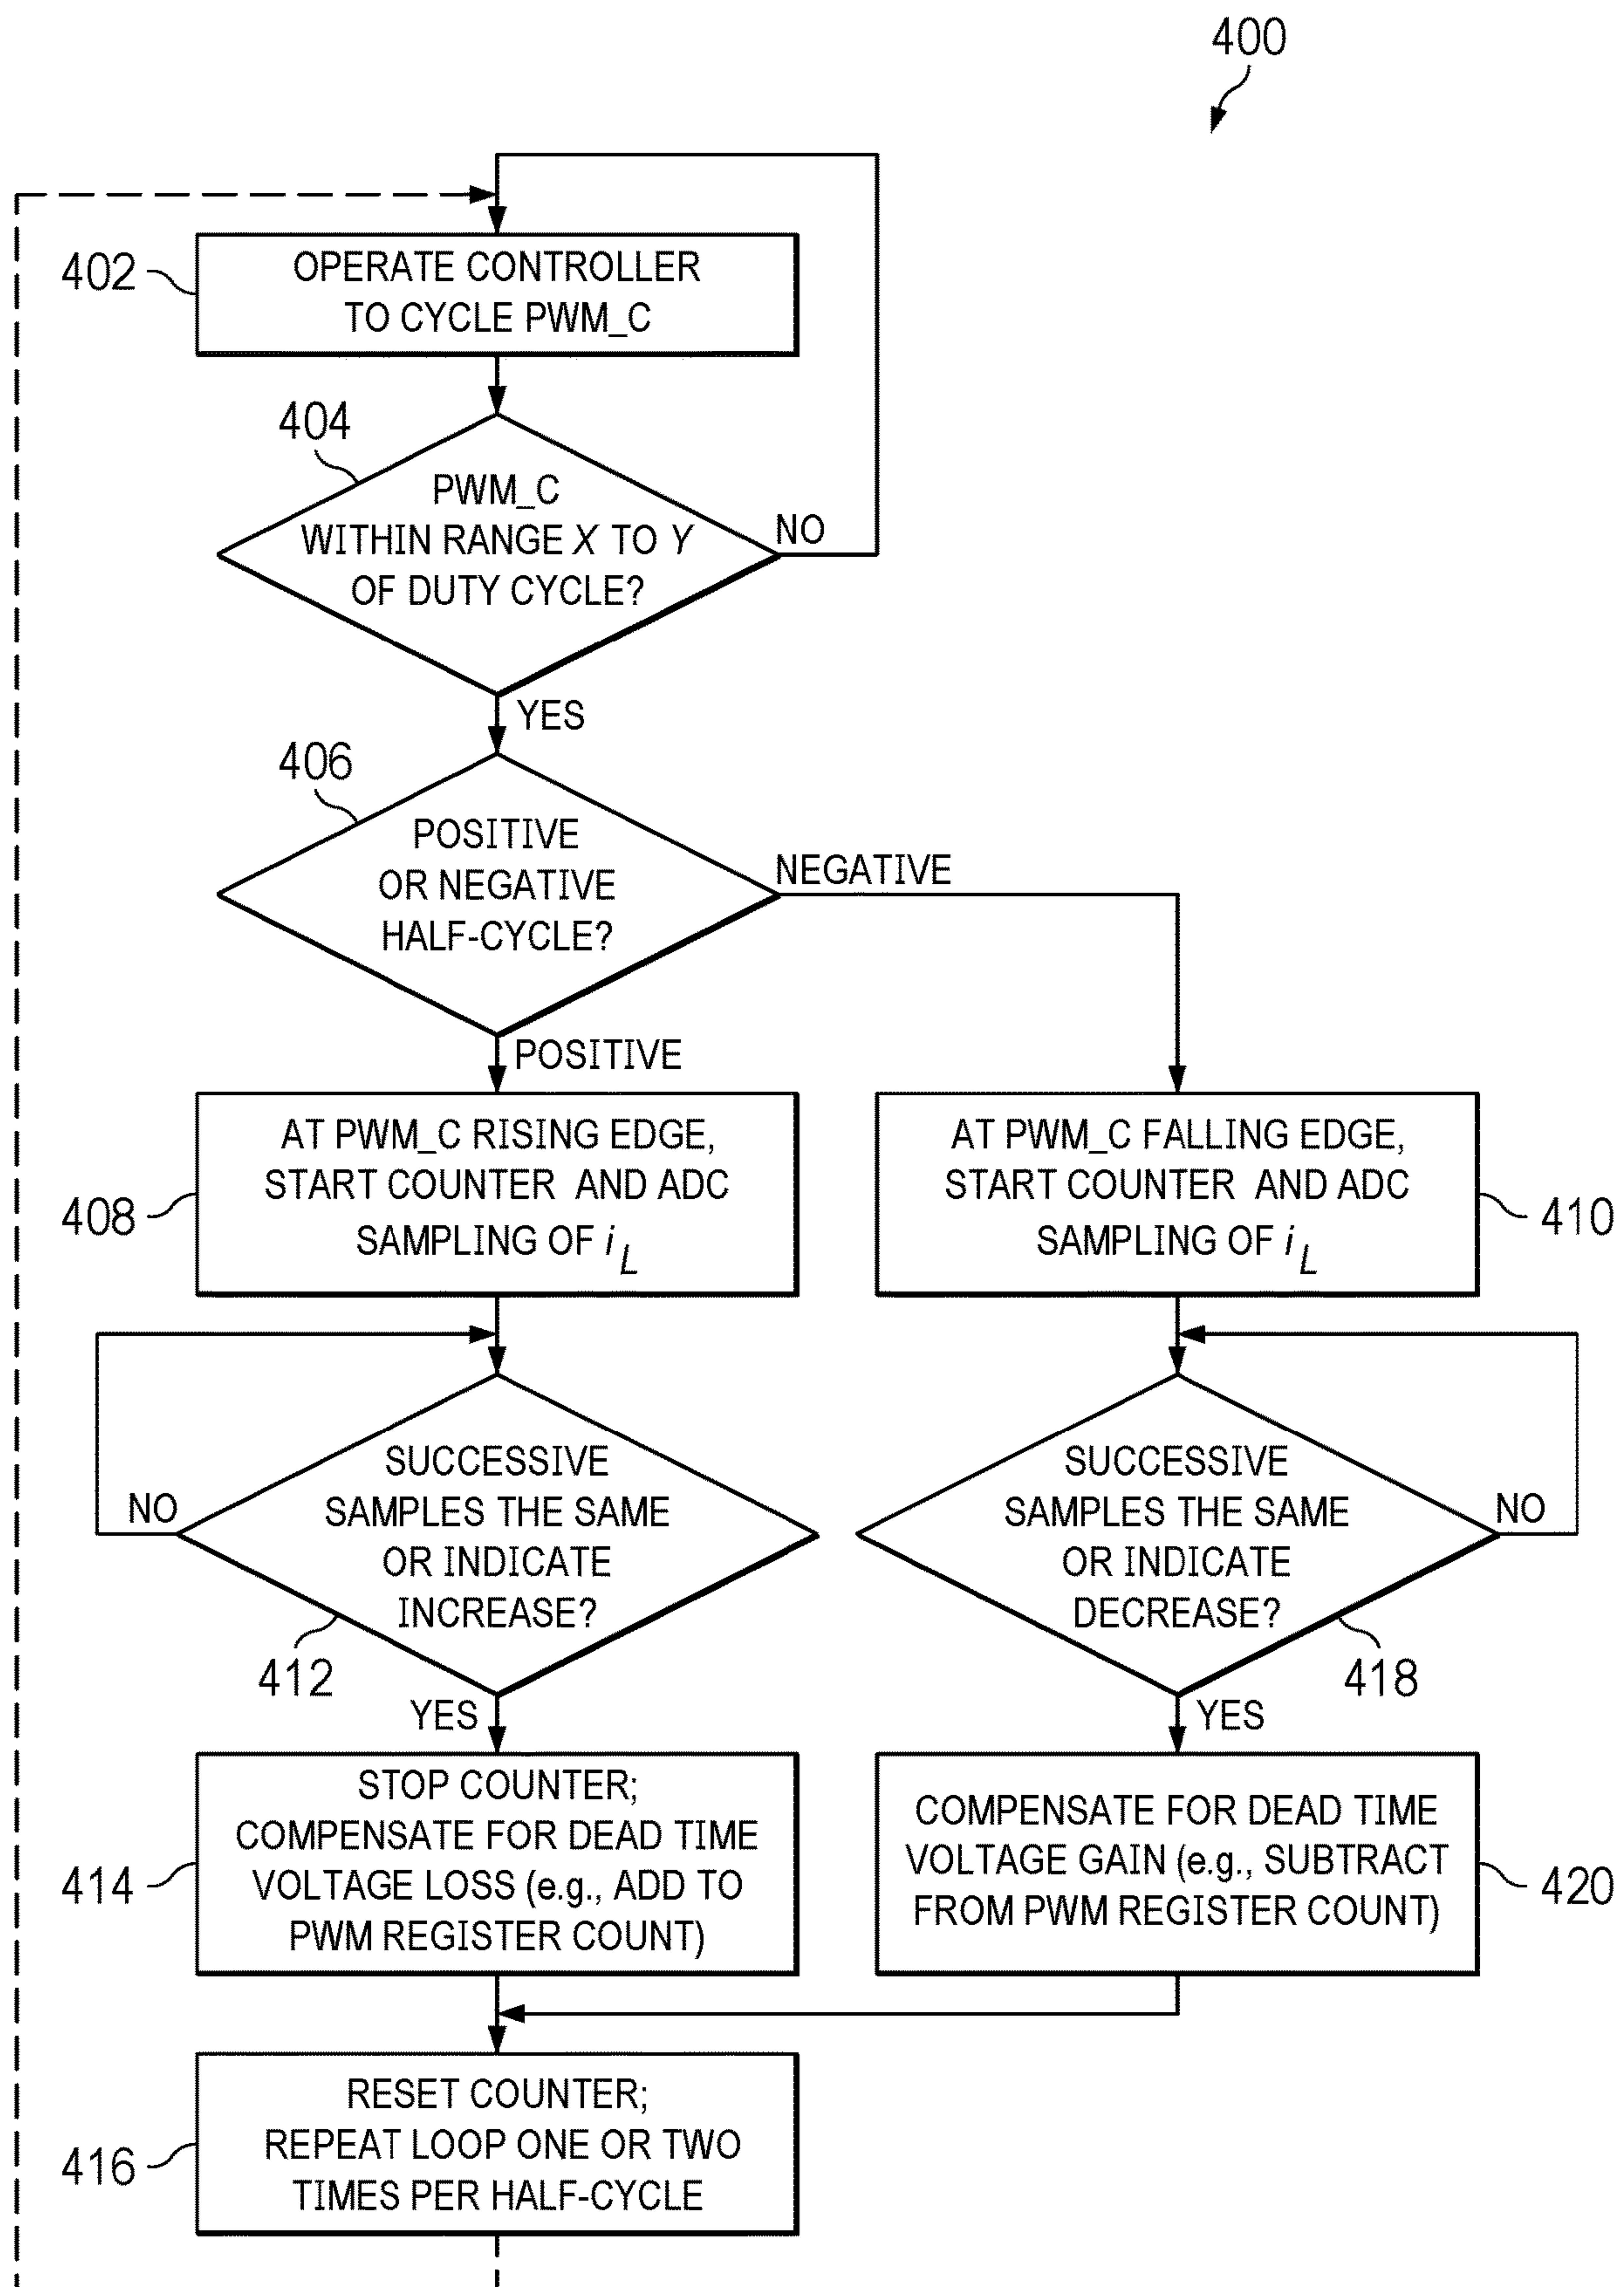 400
402
OPERATE CONTROLLER
TO CYCLE PWM_C
404
PWM_C
WITHIN RANGE X TO Y
OF DUTY CYCLE?
NO
YES
406
POSITIVE
OR NEGATIVE
HALF-CYCLE?
NEGATIVE
POSITIVE
408
AT PWM_C RISING EDGE,
START COUNTER AND ADC
SAMPLING OF iL
AT PWM_C FALLING EDGE,
START COUNTER AND ADC
SAMPLING OF iL
410
NO
SUCCESSIVE
SAMPLES THE SAME
OR INDICATE
INCREASE?
412
YES
SUCCESSIVE
SAMPLES THE SAME
OR INDICATE
DECREASE?
NO
418
YES
414
STOP COUNTER;
COMPENSATE FOR DEAD TIME
VOLTAGE LOSS (e.g., ADD TO
PWM REGISTER COUNT)
COMPENSATE FOR DEAD TIME
VOLTAGE GAIN (e.g., SUBTRACT
FROM PWM REGISTER COUNT)
420
416
RESET COUNTER;
REPEAT LOOP ONE OR TWO
TIMES PER HALF-CYCLE